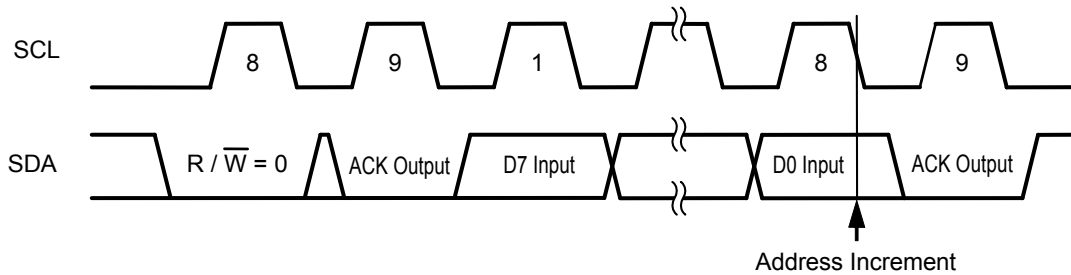 SCL
8
9
1
8
9
SDA
R / W̅ = 0
ACK Output
D7 Input
D0 Input
ACK Output
Address Increment